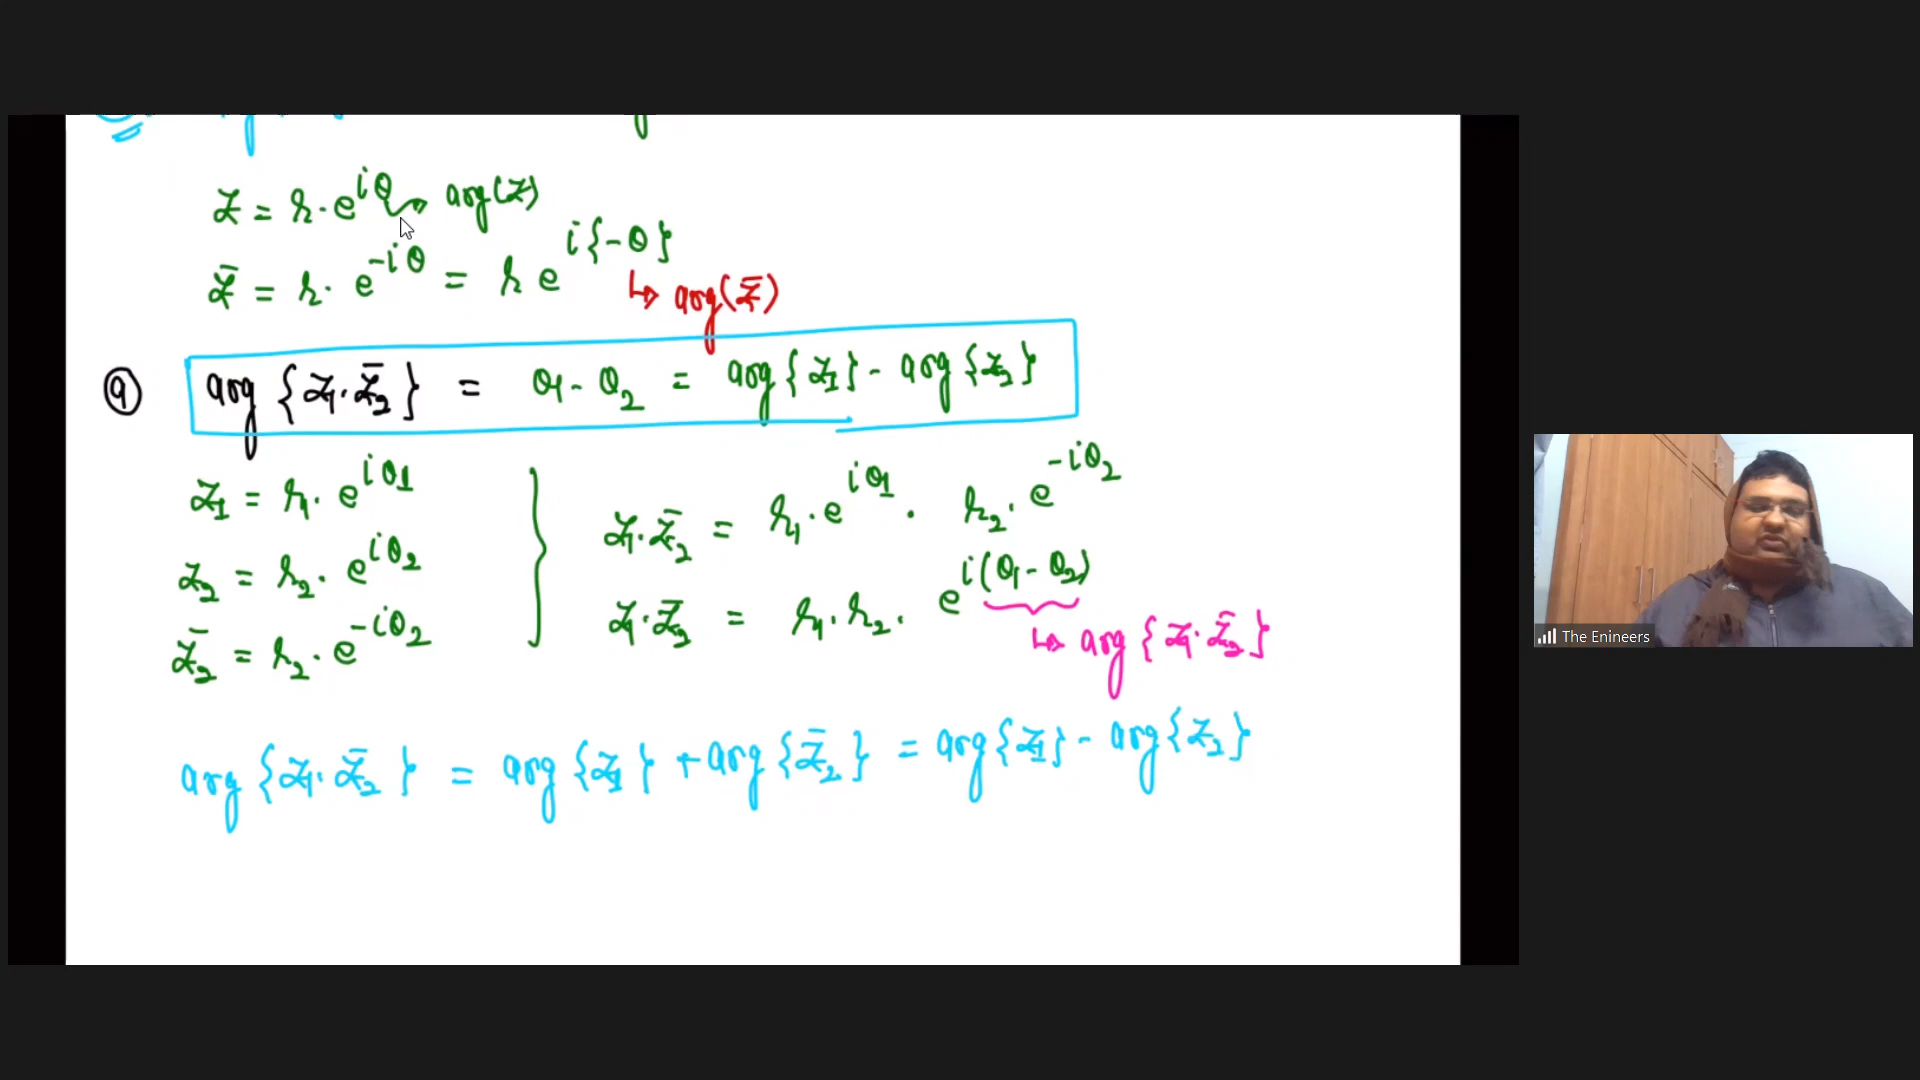 z = r·e^{iθ} → arg(z)
z̄ = r·e^{-iθ} = r e^{i{-θ}}
↳ arg(z̄)
⓽ arg{z₁·z̄₂} = θ₁ - θ₂ = arg{z₁} - arg{z₂}
z₁ = r₁·e^{iθ₁}
z₂ = r₂·e^{iθ₂}
z̄₂ = r₂·e^{-iθ₂}
z₁·z̄₂ = r₁·e^{iθ₁} · r₂·e^{-iθ₂}
z₁·z̄₂ = r₁·r₂·e^{i(θ₁-θ₂)}
↳ arg{z₁·z̄₂}
arg{z₁·z̄₂} = arg{z₁} + arg{z̄₂} = arg{z₁} - arg{z₂}
The Enineers